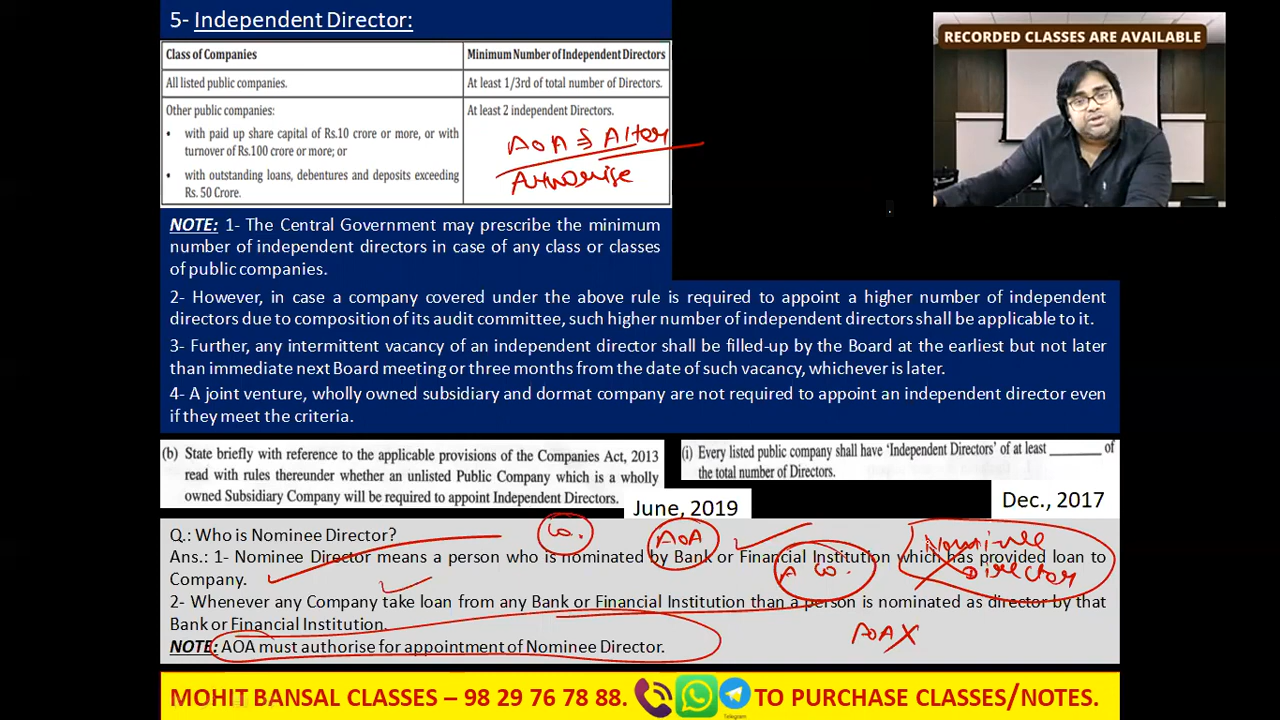 5- Independent Director:
RECORDED CLASSES ARE AVAILABLE
Class of Companies
Minimum Number of Independent Directors
All listed public companies.
At least 1/3rd of total number of Directors.
Other public companies:
At least 2 independent Directors.
• with paid up share capital of Rs.10 crore or more, or with
turnover of Rs.100 crore or more; or
• with outstanding loans, debentures and deposits exceeding
Rs. 50 Crore.
AOA Alter
Authorise
NOTE: 1- The Central Government may prescribe the minimum
number of independent directors in case of any class or classes
of public companies.
2- However, in case a company covered under the above rule is required to appoint a higher number of independent
directors due to composition of its audit committee, such higher number of independent directors shall be applicable to it.
3- Further, any intermittent vacancy of an independent director shall be filled-up by the Board at the earliest but not later
than immediate next Board meeting or three months from the date of such vacancy, whichever is later.
4- A joint venture, wholly owned subsidiary and dormat company are not required to appoint an independent director even
if they meet the criteria.
(b) State briefly with reference to the applicable provisions of the Companies Act, 2013
read with rules thereunder whether an unlisted Public Company which is a wholly
owned Subsidiary Company will be required to appoint Independent Directors.
June, 2019
(i) Every listed public company shall have 'Independent Directors' of at least ________ of
the total number of Directors.
Dec., 2017
Q.: Who is Nominee Director?
Co.
AOA
Nominee
Director
Ans.: 1- Nominee Director means a person who is nominated by Bank or Financial Institution which has provided loan to
Company.
A Co.
2- Whenever any Company take loan from any Bank or Financial Institution than a person is nominated as director by that
Bank or Financial Institution.
AOA X
NOTE: AOA must authorise for appointment of Nominee Director.
MOHIT BANSAL CLASSES – 98 29 76 78 88. TO PURCHASE CLASSES/NOTES.
Telegram